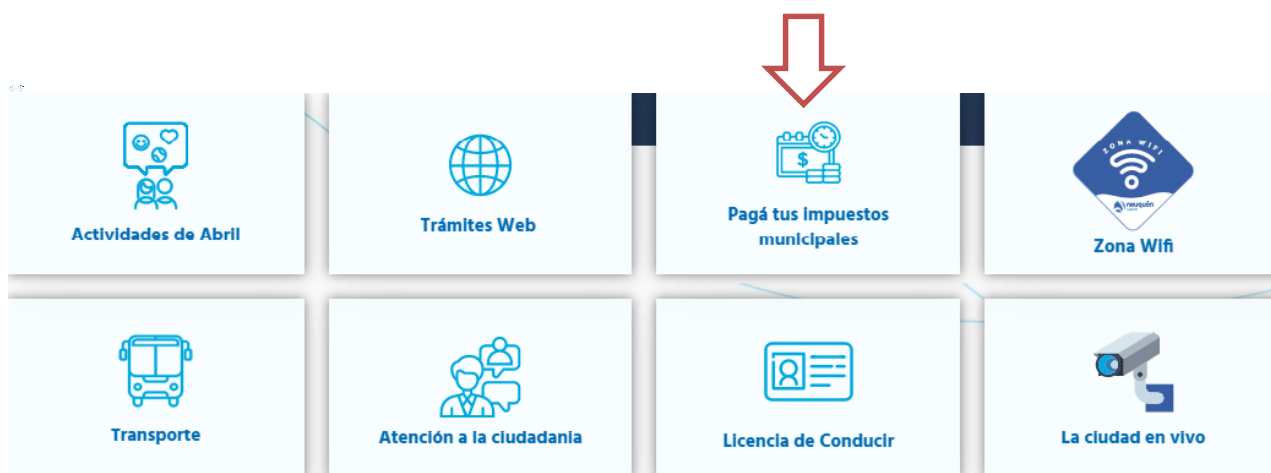 Actividades de Abril
Trámites Web
$
Pagá tus impuestos
municipales
ZONA WIFI
neuquén
Zona Wifi
Transporte
Atención a la ciudadania
Licencia de Conducir
La ciudad en vivo